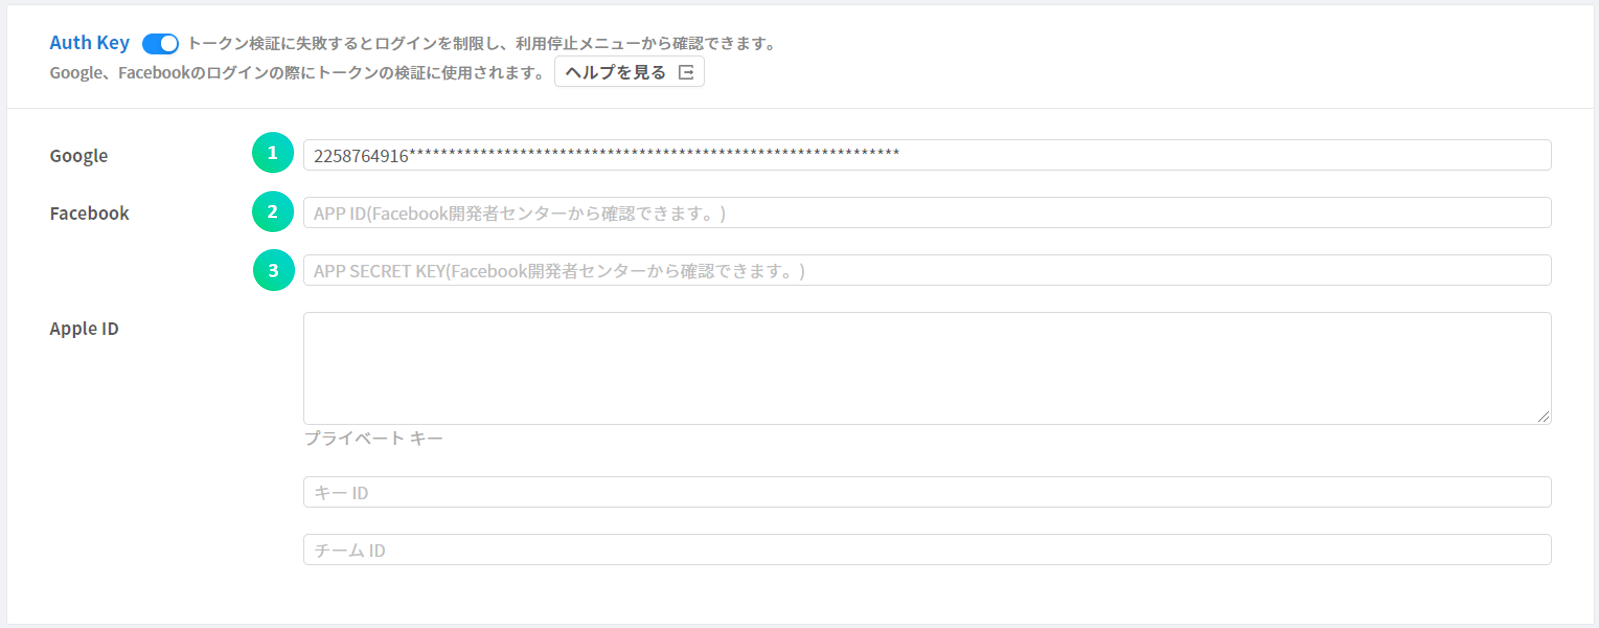 Auth Key トークン検証に失敗するとログインを制限し、利用停止メニューから確認できます。
Google、Facebookのログインの際にトークンの検証に使用されます。 ヘルプを見る
Google 1 2258764916**************************************************************
Facebook 2 APP ID(Facebook開発者センターから確認できます。)
3 APP SECRET KEY(Facebook開発者センターから確認できます。)
Apple ID
プライベート キー
キー ID
チーム ID